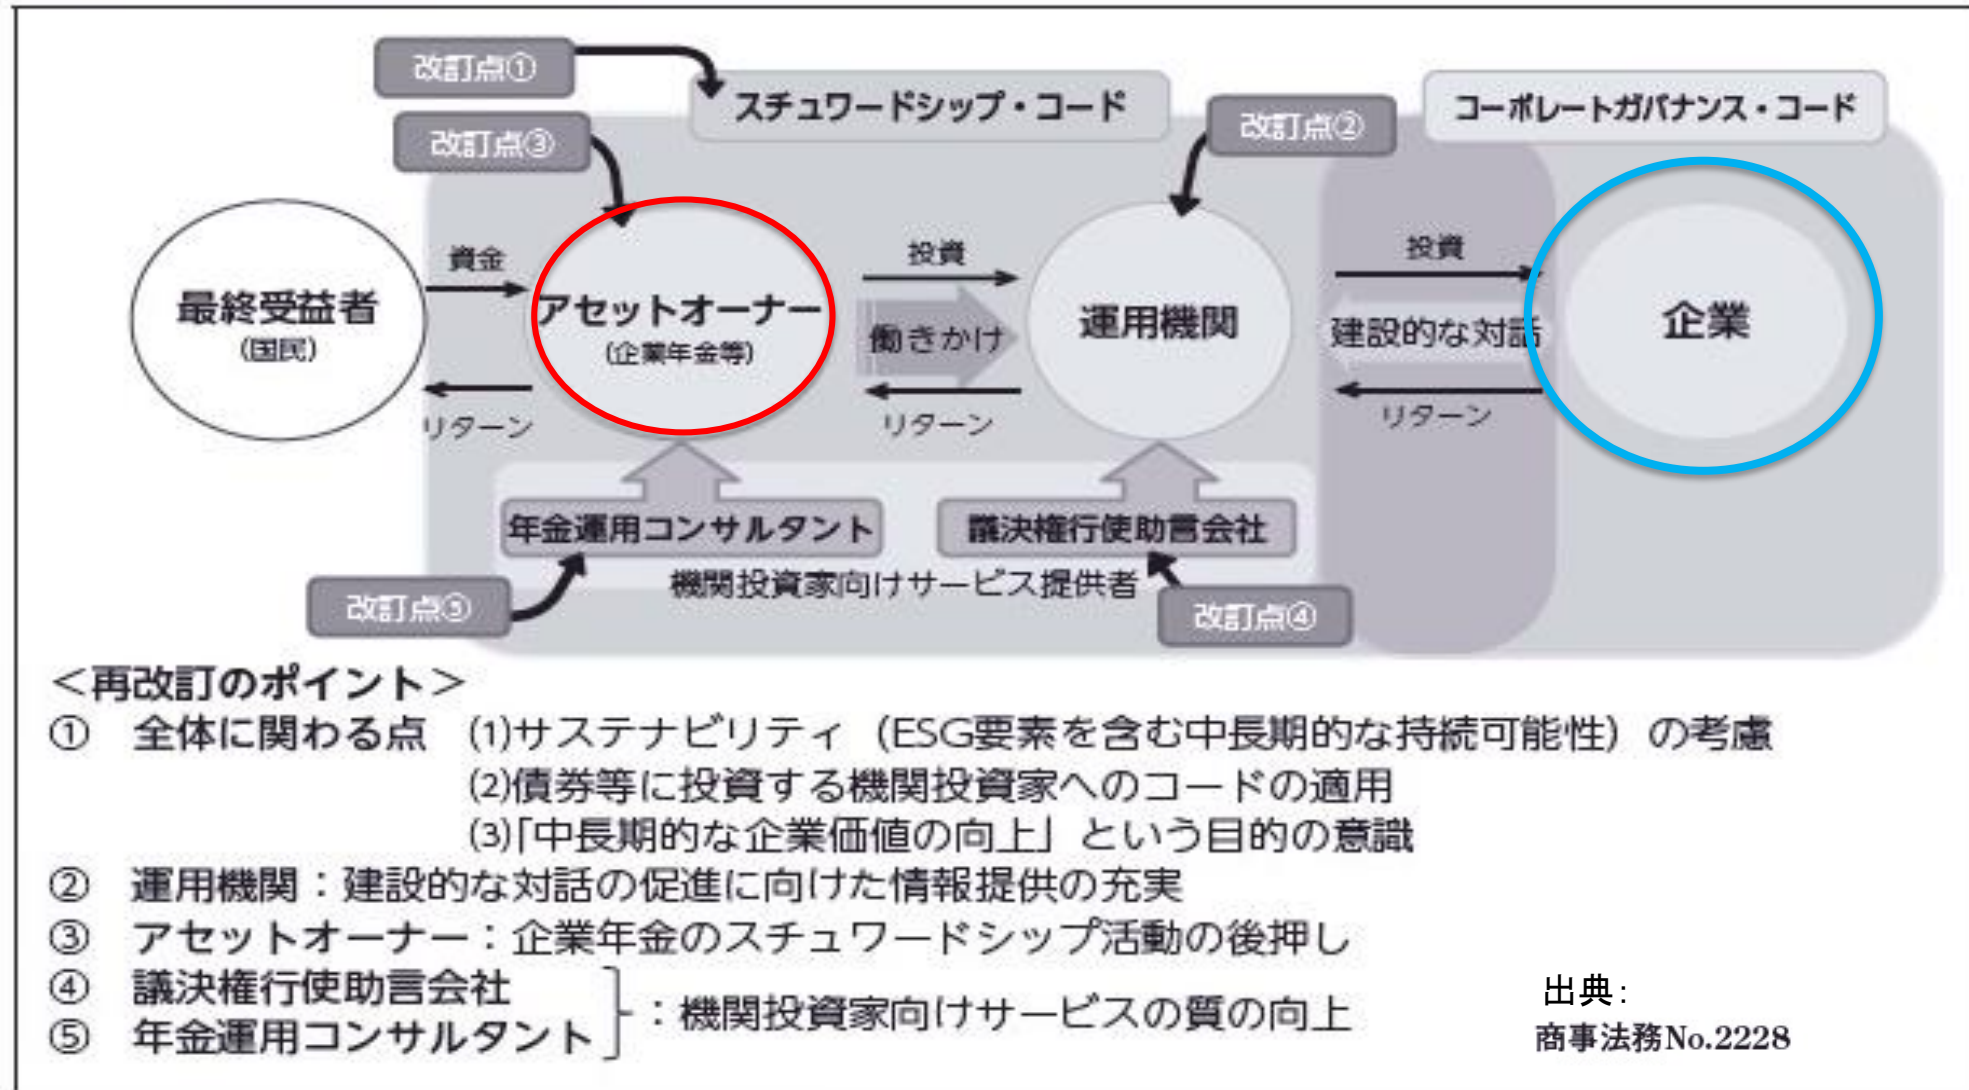 改訂点①
スチュワードシップ・コード
コーポレートガバナンス・コード
改訂点③
改訂点②
最終受益者
(国民)
資金
リターン
アセットオーナー
(企業年金等)
投資
働きかけ
リターン
運用機関
投資
建設的な対話
リターン
企業
年金運用コンサルタント
議決権行使助言会社
機関投資家向けサービス提供者
改訂点⑤
改訂点④
＜再改訂のポイント＞
① 全体に関わる点 (1)サステナビリティ（ESG要素を含む中長期的な持続可能性）の考慮
(2)債券等に投資する機関投資家へのコードの適用
(3)「中長期的な企業価値の向上」という目的の意識
② 運用機関：建設的な対話の促進に向けた情報提供の充実
③ アセットオーナー：企業年金のスチュワードシップ活動の後押し
④ 議決権行使助言会社
⑤ 年金運用コンサルタント
：機関投資家向けサービスの質の向上
出典：
商事法務No.2228